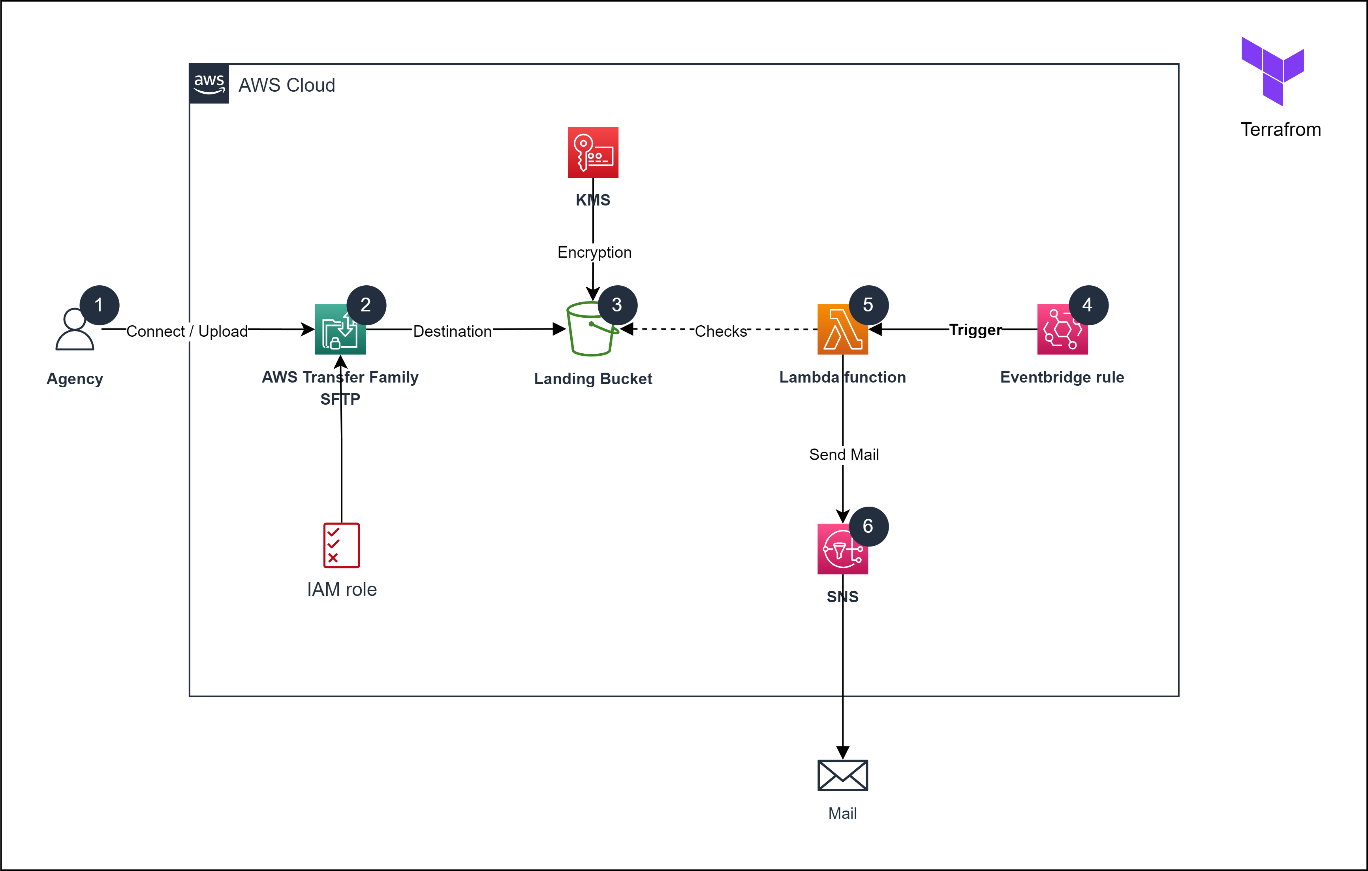 aws
AWS Cloud
Terrafrom
KMS
Encryption
1
2
3
5
4
Connect / Upload
Destination
Checks
Trigger
Agency
AWS Transfer Family
SFTP
Landing Bucket
Lambda function
Eventbridge rule
Send Mail
6
IAM role
SNS
Mail